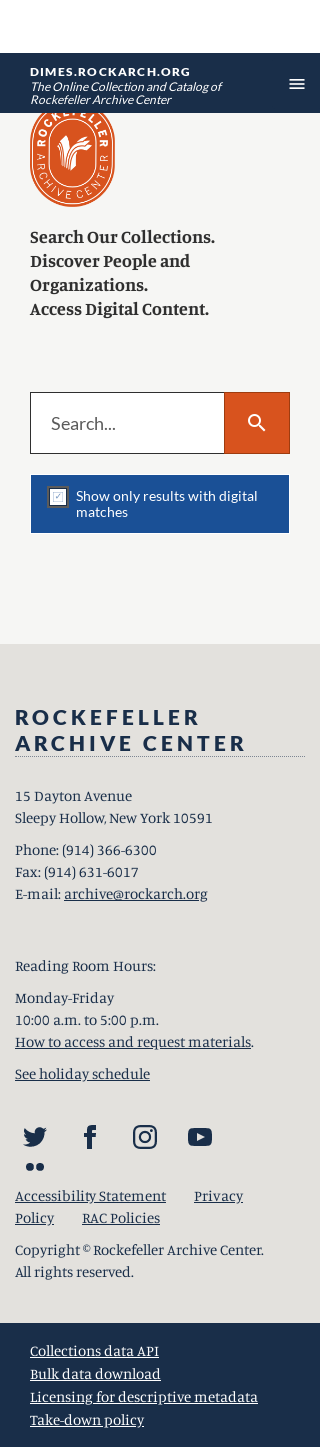 DIMES.ROCKARCH.ORG
The Online Collection and Catalog of
Rockefeller Archive Center
ROCKEFELLER
ARCHIVE CENTER
Search Our Collections.
Discover People and
Organizations.
Access Digital Content.
Search...
Show only results with digital
matches
ROCKEFELLER
ARCHIVE CENTER
15 Dayton Avenue
Sleepy Hollow, New York 10591
Phone: (914) 366-6300
Fax: (914) 631-6017
E-mail: archive@rockarch.org
Reading Room Hours:
Monday-Friday
10:00 a.m. to 5:00 p.m.
How to access and request materials.
See holiday schedule
Accessibility Statement Privacy
Policy RAC Policies
Copyright © Rockefeller Archive Center.
All rights reserved.
Collections data API
Bulk data download
Licensing for descriptive metadata
Take-down policy